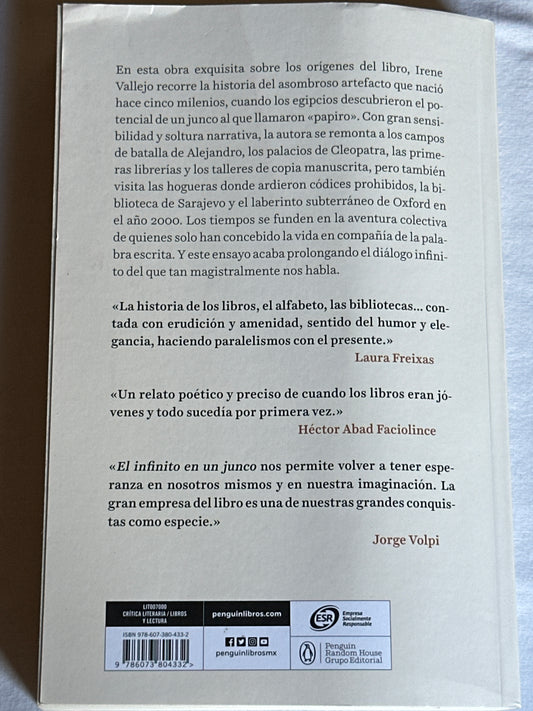 En esta obra exquisita sobre los orígenes del libro, Irene
Vallejo recorre la historia del asombroso artefacto que nació
hace cinco milenios, cuando los egipcios descubrieron el po-
tencial de un junco al que llamaron «papiro». Con gran sensi-
bilidad y soltura narrativa, la autora se remonta a los campos
de batalla de Alejandro, los palacios de Cleopatra, las prime-
ras librerías y los talleres de copia manuscrita, pero también
visita las hogueras donde ardieron códices prohibidos, la bi-
blioteca de Sarajevo y el laberinto subterráneo de Oxford en
el año 2000. Los tiempos se funden en la aventura colectiva
de quienes solo han concebido la vida en compañía de la pala-
bra escrita. Y este ensayo acaba prolongando el diálogo infini-
to del que tan magistralmente nos habla.
«La historia de los libros, el alfabeto, las bibliotecas... con-
tada con erudición y amenidad, sentido del humor y ele-
gancia, haciendo paralelismos con el presente.»
Laura Freixas
«Un relato poético y preciso de cuando los libros eran jó-
venes y todo sucedía por primera vez.»
Héctor Abad Faciolince
«El infinito en un junco nos permite volver a tener espe-
ranza en nosotros mismos y en nuestra imaginación. La
gran empresa del libro es una de nuestras grandes conquis-
tas como especie.»
Jorge Volpi
LIT007000
CRÍTICA LITERARIA / LIBROS
Y LECTURA
ISBN 978-607-380-433-2
9 786073 804332
penguinlibros.com
penguinlibrosmx
ESR
Empresa
Socialmente
Responsable
Penguin
Random House
Grupo Editorial